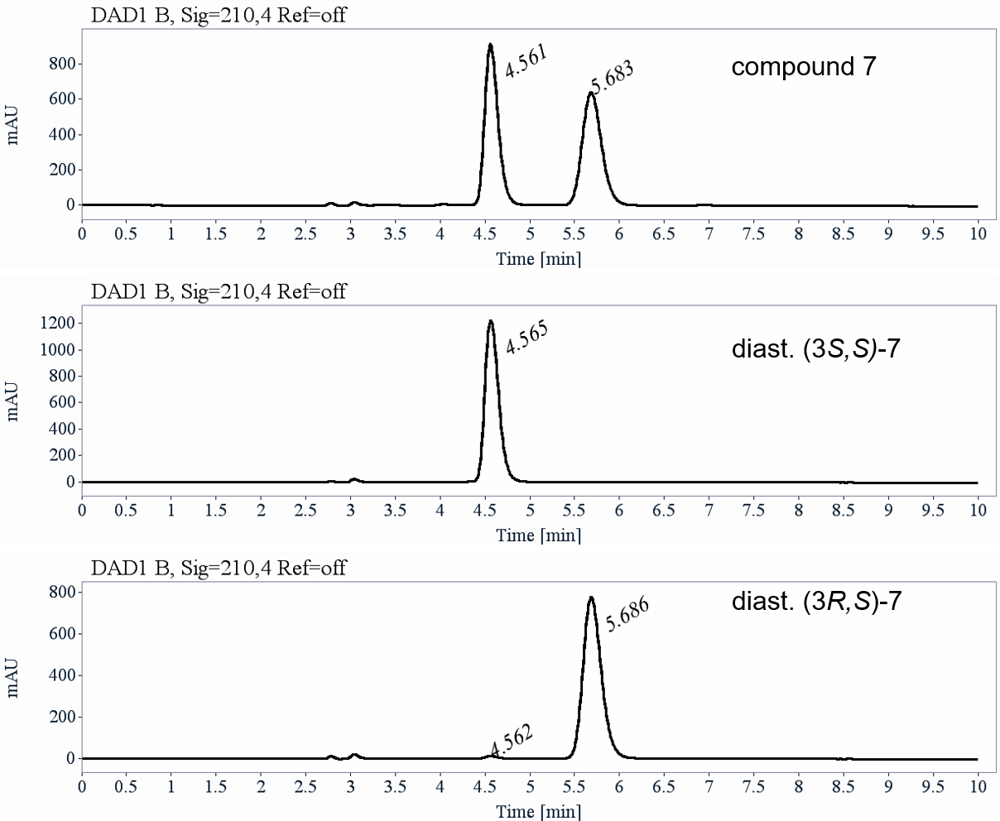 DAD1 B, Sig=210,4 Ref=off
compound 7
4.561
5.683
800
600
400
200
0
mAU
0 0.5 1 1.5 2 2.5 3 3.5 4 4.5 5 5.5 6 6.5 7 7.5 8 8.5 9 9.5 10
Time [min]
DAD1 B, Sig=210,4 Ref=off
diast. (3S,S)-7
4.565
1200
1000
800
600
400
200
0
mAU
0 0.5 1 1.5 2 2.5 3 3.5 4 4.5 5 5.5 6 6.5 7 7.5 8 8.5 9 9.5 10
Time [min]
DAD1 B, Sig=210,4 Ref=off
diast. (3R,S)-7
5.686
4.562
800
600
400
200
0
mAU
0 0.5 1 1.5 2 2.5 3 3.5 4 4.5 5 5.5 6 6.5 7 7.5 8 8.5 9 9.5 10
Time [min]